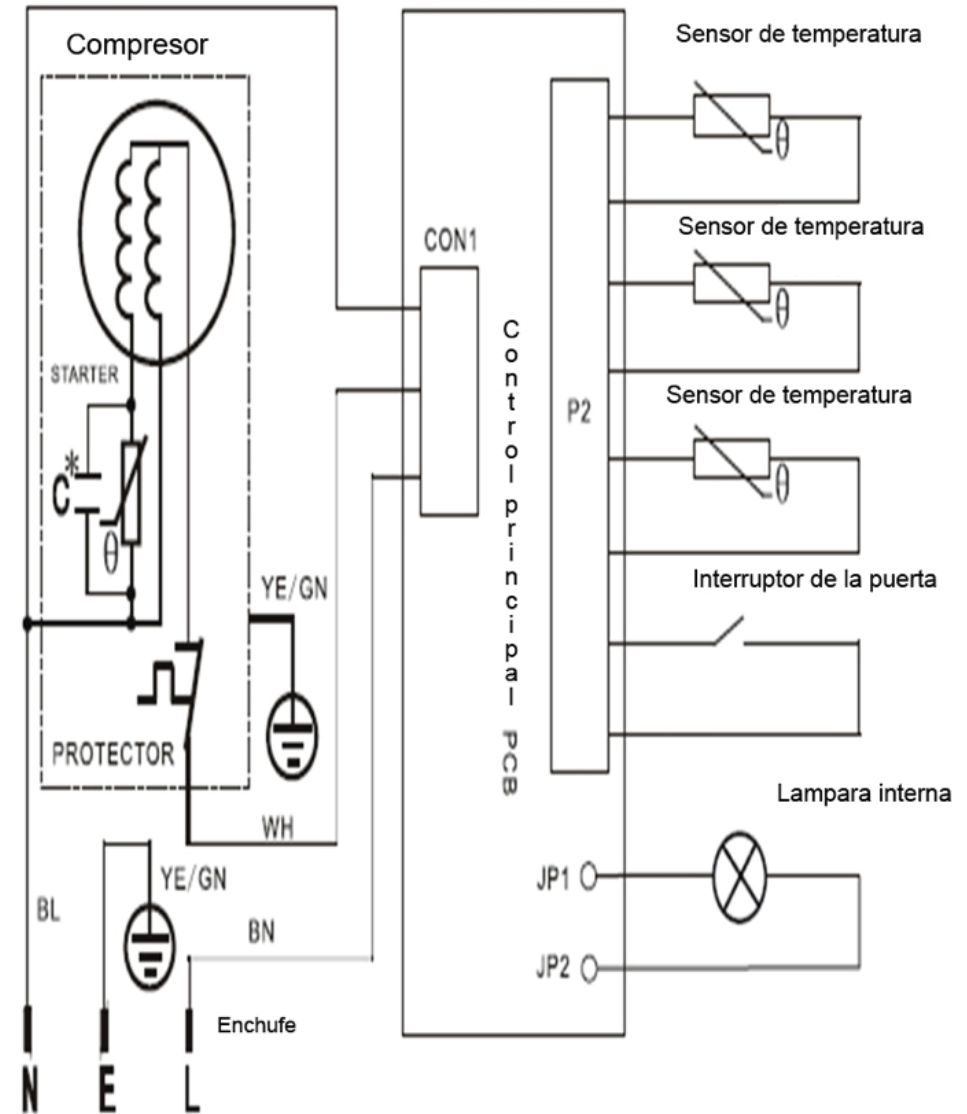 Compresor
Sensor de temperatura
CON1
Sensor de temperatura
STARTER
Control principal PCB
P2
Sensor de temperatura
C*
θ
θ
θ
θ
YE/GN
Interruptor de la puerta
PROTECTOR
Lampara interna
WH
YE/GN
JP1
BL
BN
JP2
Enchufe
N
E
L